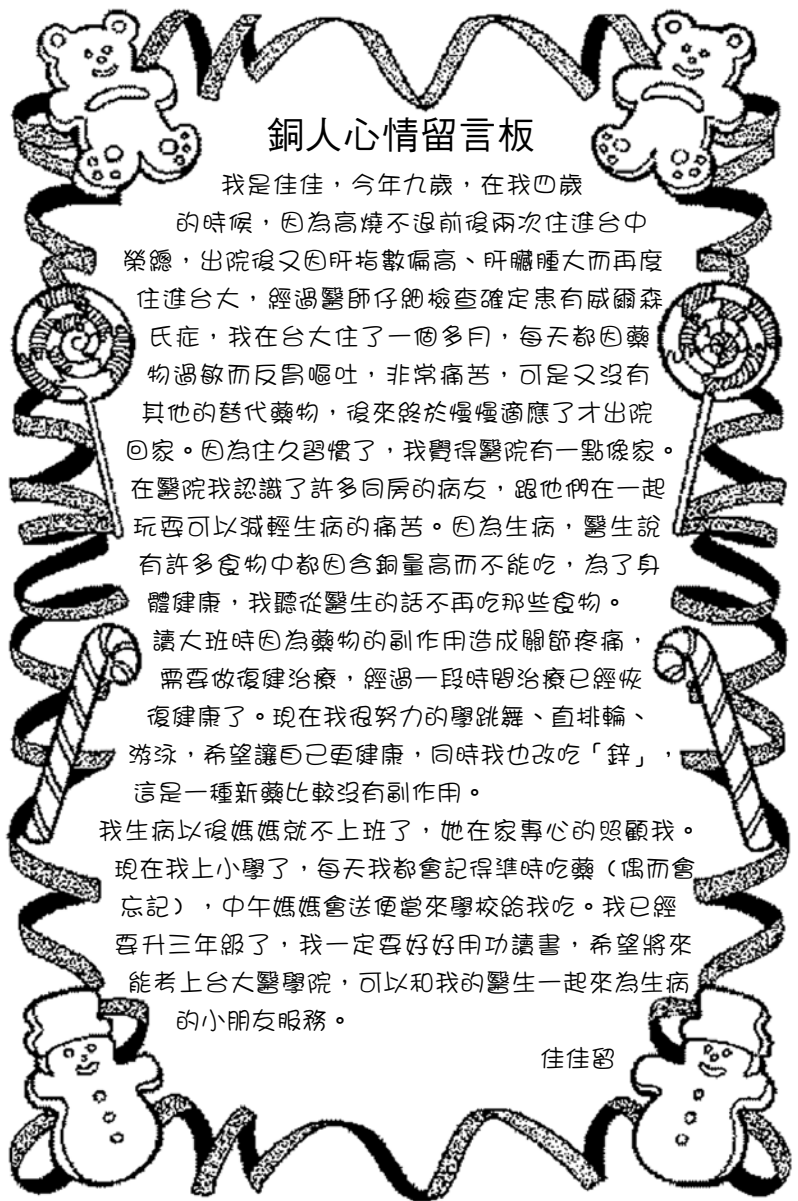 銅人心情留言板
我是佳佳，今年九歲，在我四歲
的時候，因為高燒不退前後兩次住進台中
榮總，出院後又因肝指數偏高、肝臟腫大而再度
住進台大，經過醫師仔細檢查確定患有威爾森
氏症，我在台大住了一個多月，每天都因藥
物過敏而反胃嘔吐，非常痛苦，可是又沒有
其他的替代藥物，後來終於慢慢適應了才出院
回家。因為住久習慣了，我覺得醫院有一點像家。
在醫院我認識了許多同房的病友，跟他們在一起
玩耍可以減輕生病的痛苦。因為生病，醫生說
有許多食物中都因含銅量高而不能吃，為了身
體健康，我聽從醫生的話不再吃那些食物。
讀大班時因為藥物的副作用造成關節疼痛，
需要做復健治療，經過一段時間治療已經恢
復健康了。現在我很努力的學跳舞、直排輪、
游泳，希望讓自己更健康，同時我也改吃「鋅」，
這是一種新藥比較沒有副作用。
我生病以後媽媽就不上班了，她在家專心的照顧我。
現在我上小學了，每天我都會記得準時吃藥（偶而會
忘記），中午媽媽會送便當來學校給我吃。我已經
要升三年級了，我一定要好好用功讀書，希望將來
能考上台大醫學院，可以和我的醫生一起來為生病
的小朋友服務。
佳佳留